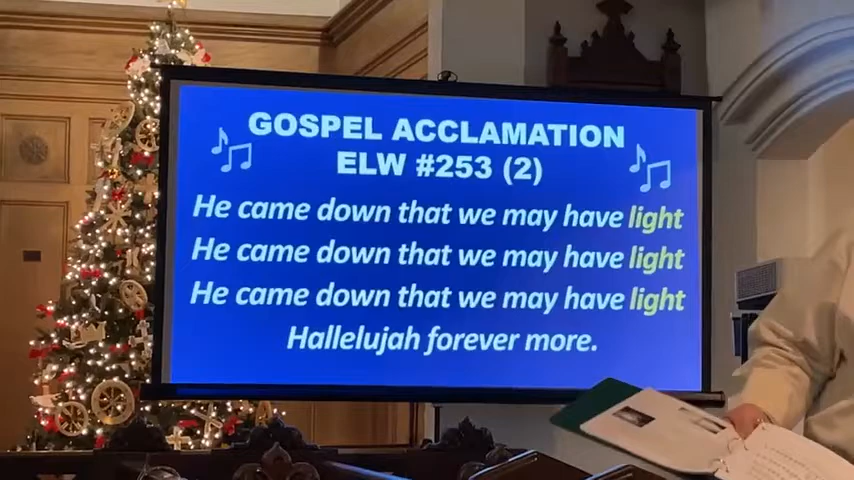 GOSPEL ACCLAMATION
ELW #253 (2)
He came down that we may have light
He came down that we may have light
He came down that we may have light
Hallelujah forever more.